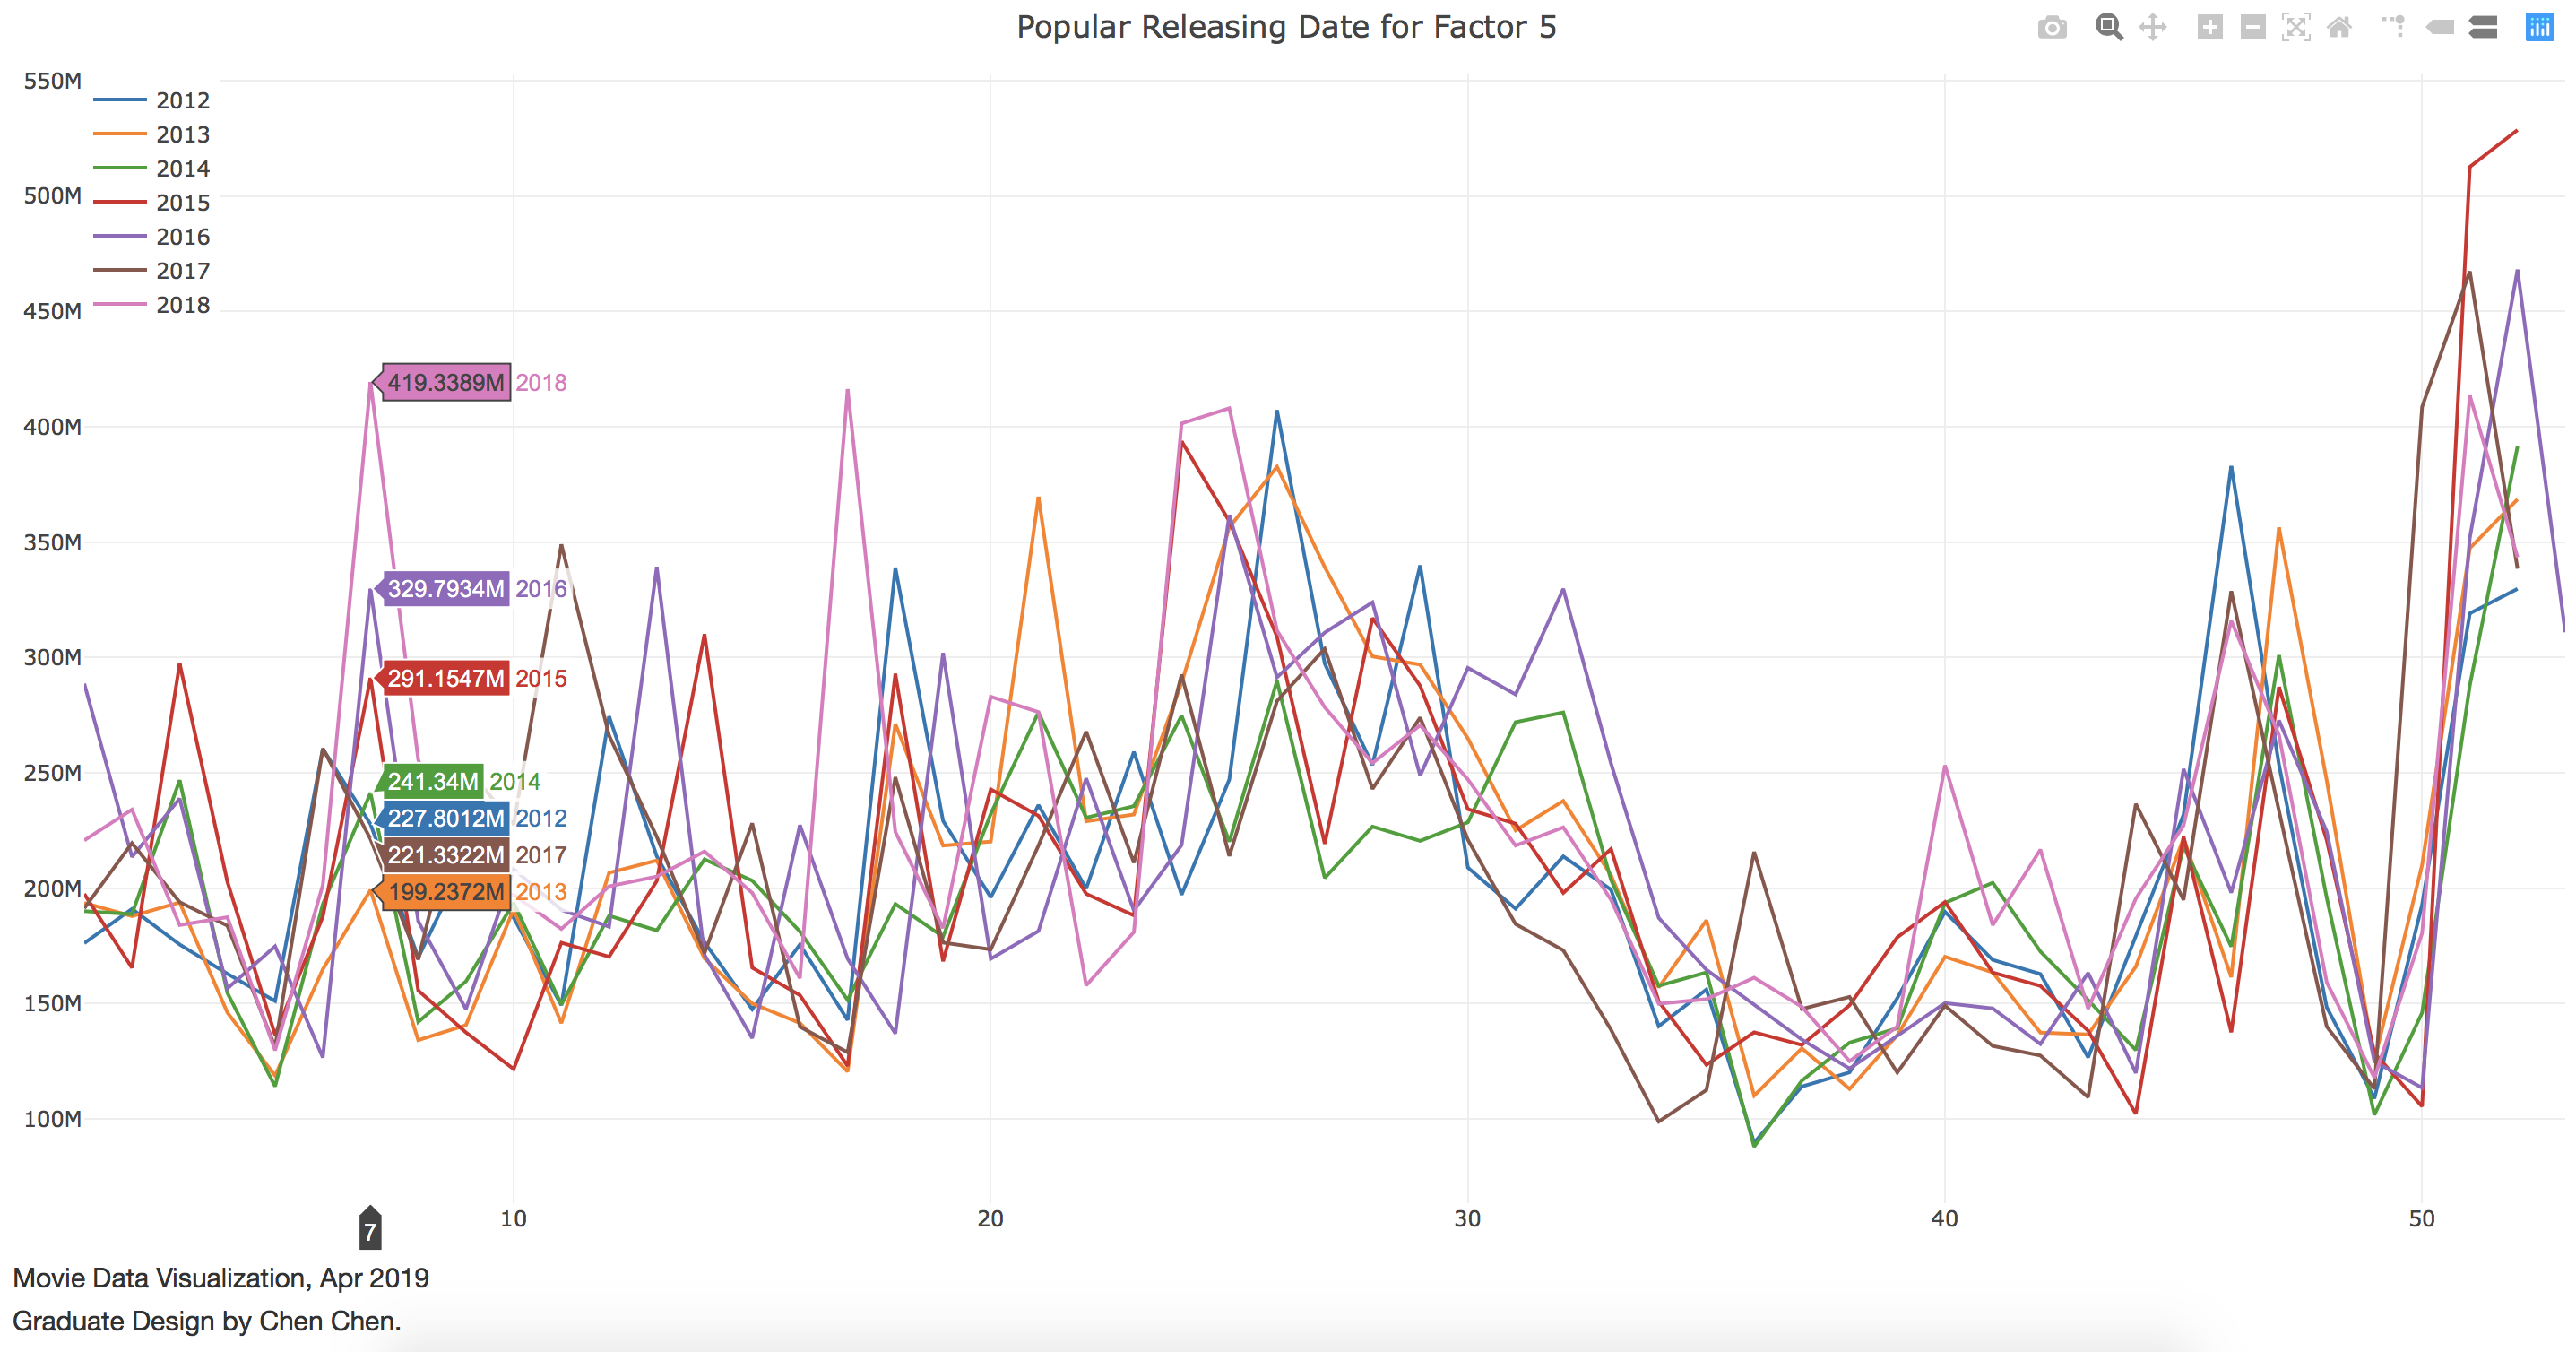 Popular Releasing Date for Factor 5
550M
500M
450M
400M
350M
300M
250M
200M
150M
100M
2012
2013
2014
2015
2016
2017
2018
419.3389M 2018
329.7934M 2016
291.1547M 2015
241.34M 2014
227.8012M 2012
221.3322M 2017
199.2372M 2013
7 10 20 30 40 50
Movie Data Visualization, Apr 2019
Graduate Design by Chen Chen.